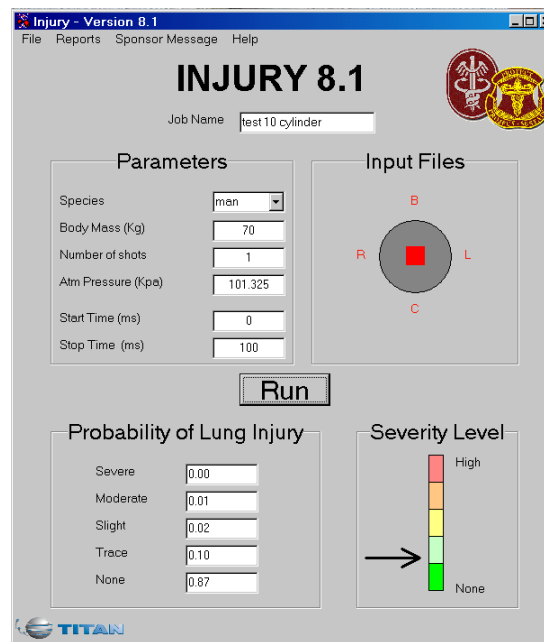 Injury - Version 8.1
File Reports Sponsor Message Help
INJURY 8.1
Job Name test 10 cylinder
Parameters
Species man
Body Mass (Kg) 70
Number of shots 1
Atm Pressure (Kpa) 101.325
Start Time (ms) 0
Stop Time (ms) 100
Input Files
B
R L
C
Run
Probability of Lung Injury
Severe 0.00
Moderate 0.01
Slight 0.02
Trace 0.10
None 0.87
Severity Level
High
None
TITAN